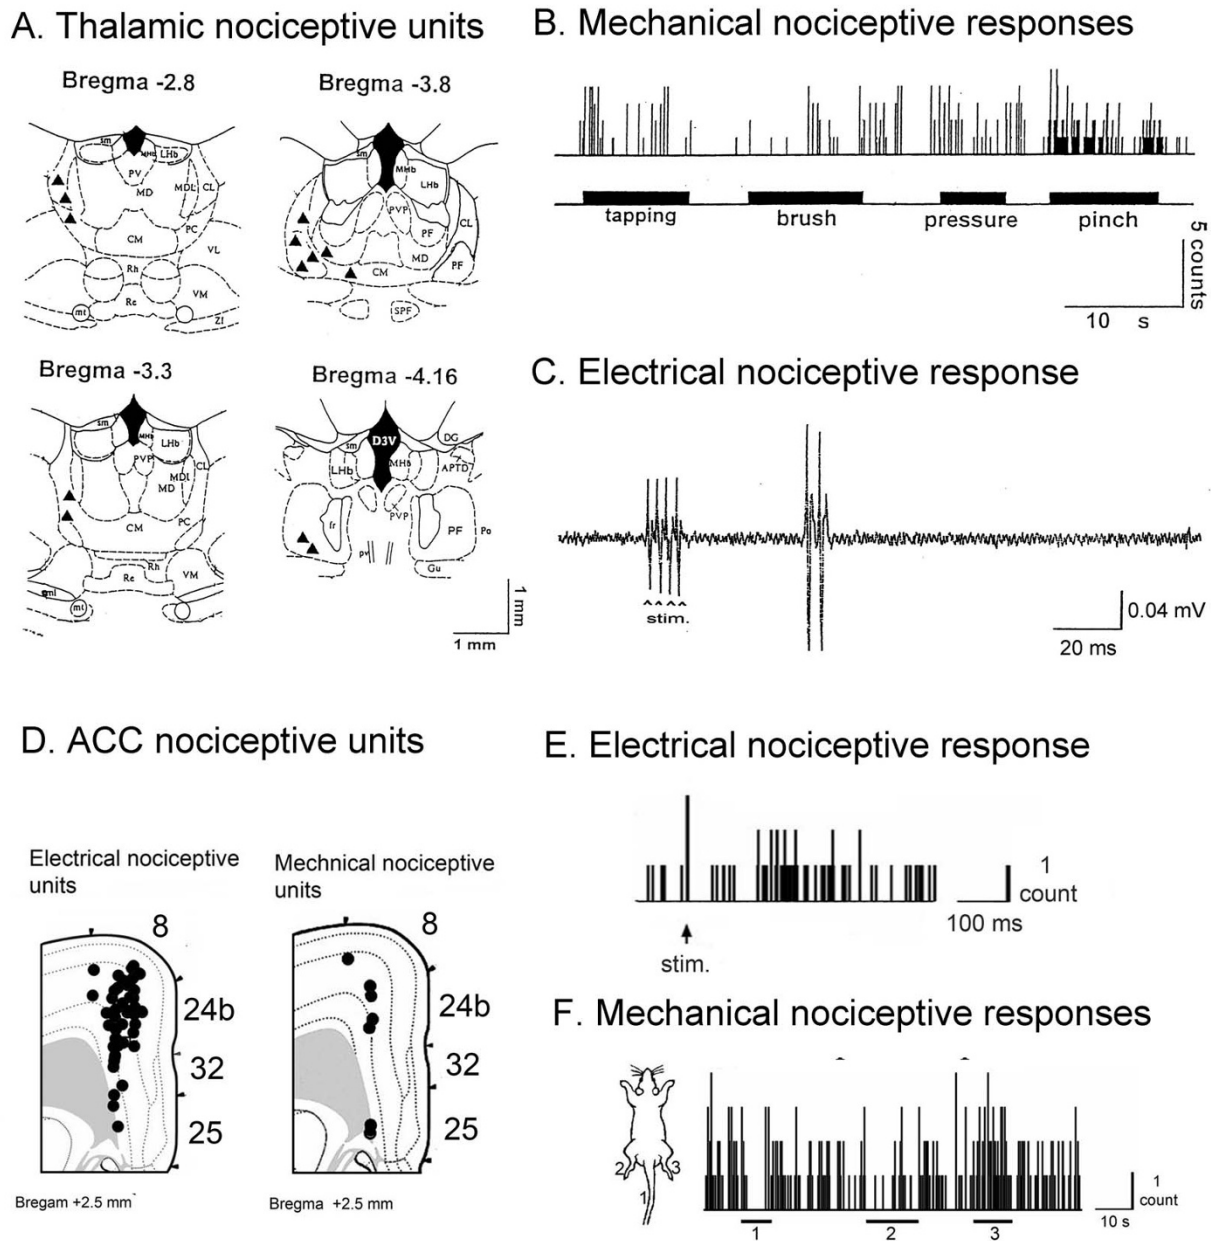 A. Thalamic nociceptive units
Bregma -2.8
sm
MHb
LHb
PV
MD
MDL
CL
PC
CM
VL
Rh
Re
VM
mt
ZI
Bregma -3.8
sm
MHb
LHb
PVP
PF
CL
MD
PF
CM
SPF
Bregma -3.3
sm
MHb
LHb
PVP
CL
MDl
MD
CM
PC
Rh
Re
VM
ml
mt
Bregma -4.16
D3V
DG
sm
LHb
MHb
APTD
fr
PVP
PF
Po
pv
Gu
1 mm
1 mm
B. Mechanical nociceptive responses
tapping brush pressure pinch
5 counts
10 s
C. Electrical nociceptive response
^^ ^^
stim.
0.04 mV
20 ms
D. ACC nociceptive units
Electrical nociceptive
units
8
24b
32
25
Bregam +2.5 mm
Mechnical nociceptive
units
8
24b
32
25
Bregma +2.5 mm
E. Electrical nociceptive response
1
count
100 ms
stim.
F. Mechanical nociceptive responses
2
3
1
1
2
3
1
count
10 s